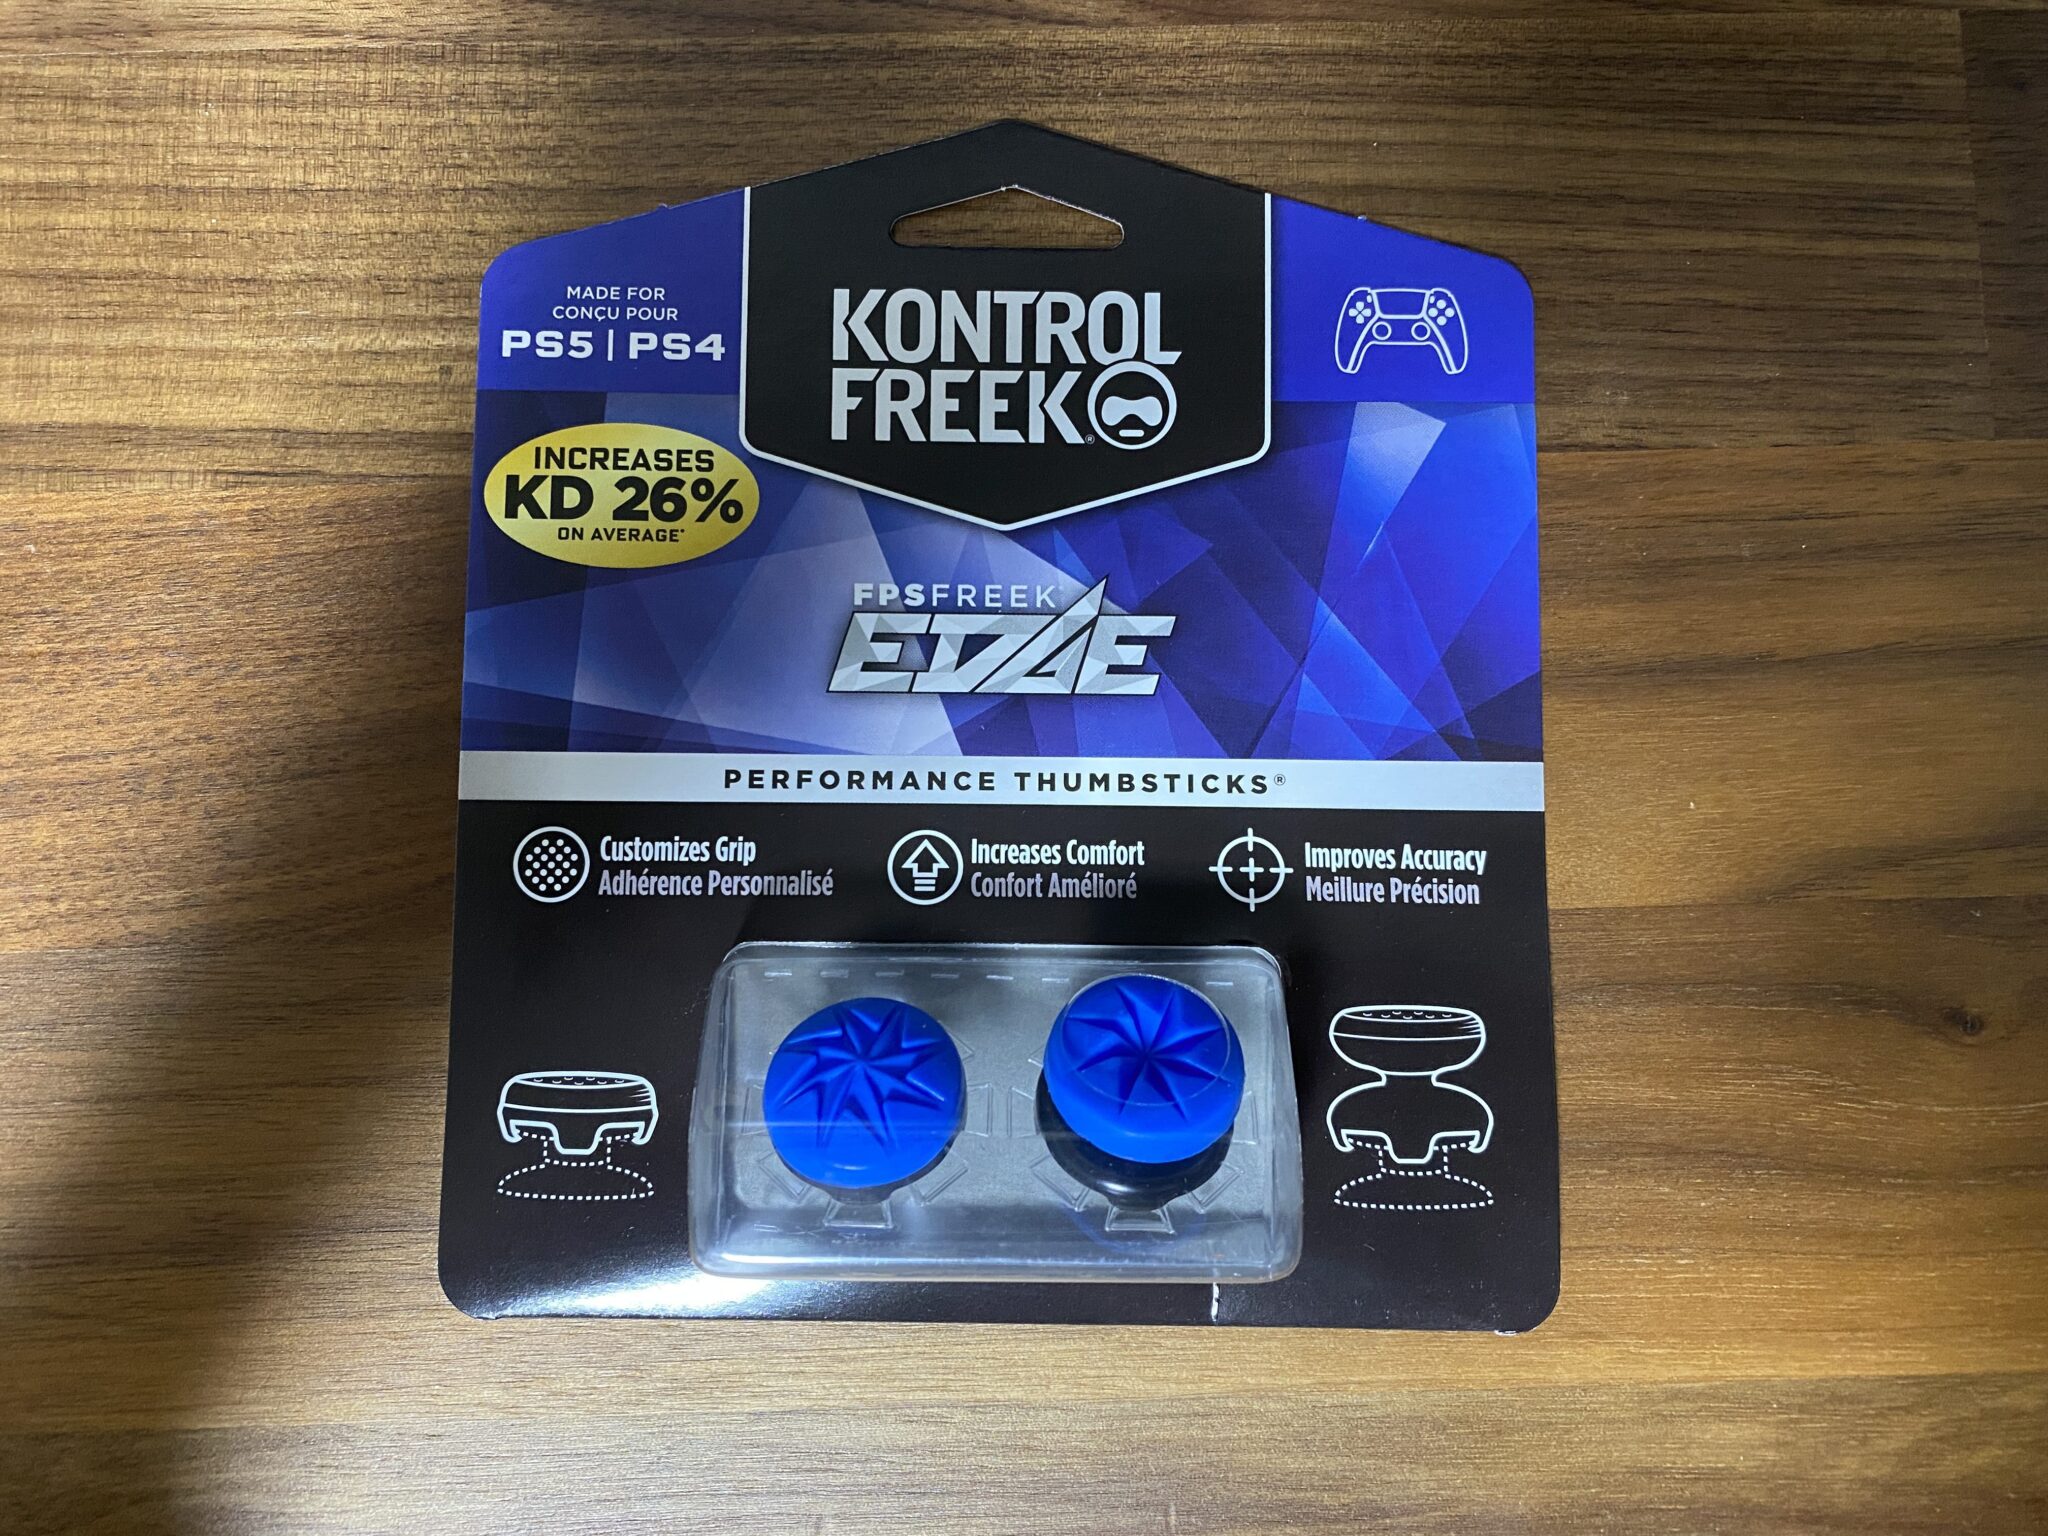 MADE FOR
CONÇU POUR
PS5 | PS4
KONTROL
FREEK®
INCREASES
KD 26%
ON AVERAGE*
FPSFREEK
EDGE
PERFORMANCE THUMBSTICKS®
Customizes Grip
Adhérence Personnalisé
Increases Comfort
Confort Amélioré
Improves Accuracy
Meillure Précision